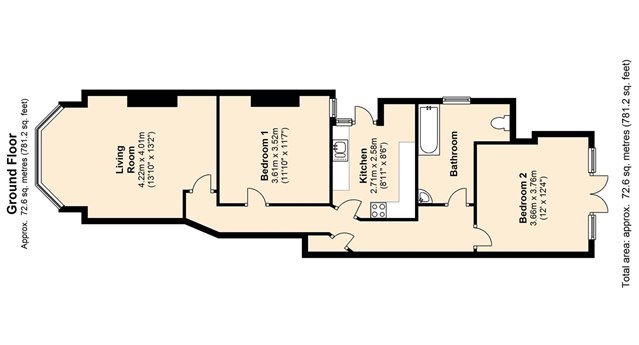 Ground Floor
Approx. 72.6 sq. metres (781.2 sq. feet)
Living
Room
4.22m x 4.01m
(13'10" x 13'2")
Bedroom 1
3.61m x 3.52m
(11'10" x 11'7")
Kitchen
2.71m x 2.58m
(8'11" x 8'6")
Bathroom
Bedroom 2
3.66m x 3.76m
(12' x 12'4")
Total area: approx. 72.6 sq. metres (781.2 sq. feet)